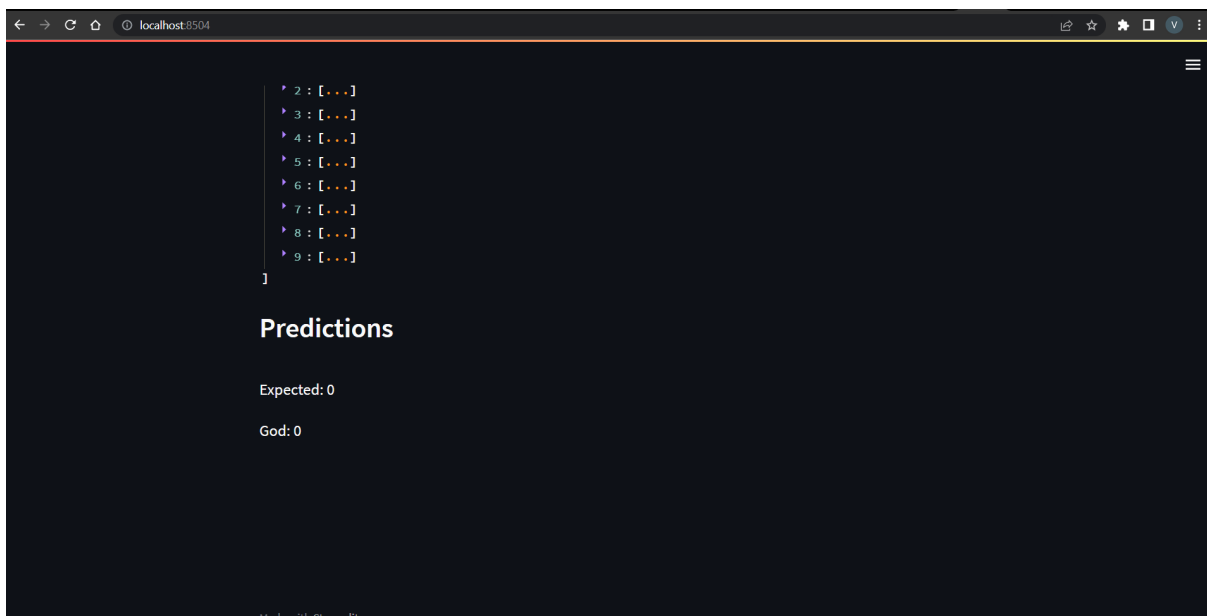 localhost:8504
V
2 : [...]
3 : [...]
4 : [...]
5 : [...]
6 : [...]
7 : [...]
8 : [...]
9 : [...]
]
Predictions
Expected: 0
God: 0